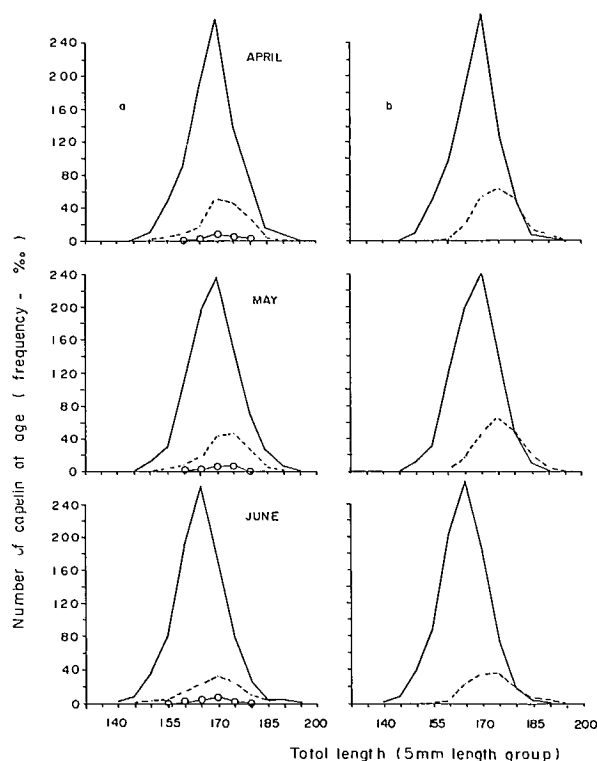 240
200
160
120
80
40
0
APRIL
a
b
240
200
160
120
80
40
0
MAY
240
200
160
120
80
40
0
JUNE
140 155 170 185 200
140 155 170 185 200
Number of capelin at age ( frequency - ‰)
Total length (5mm length group)